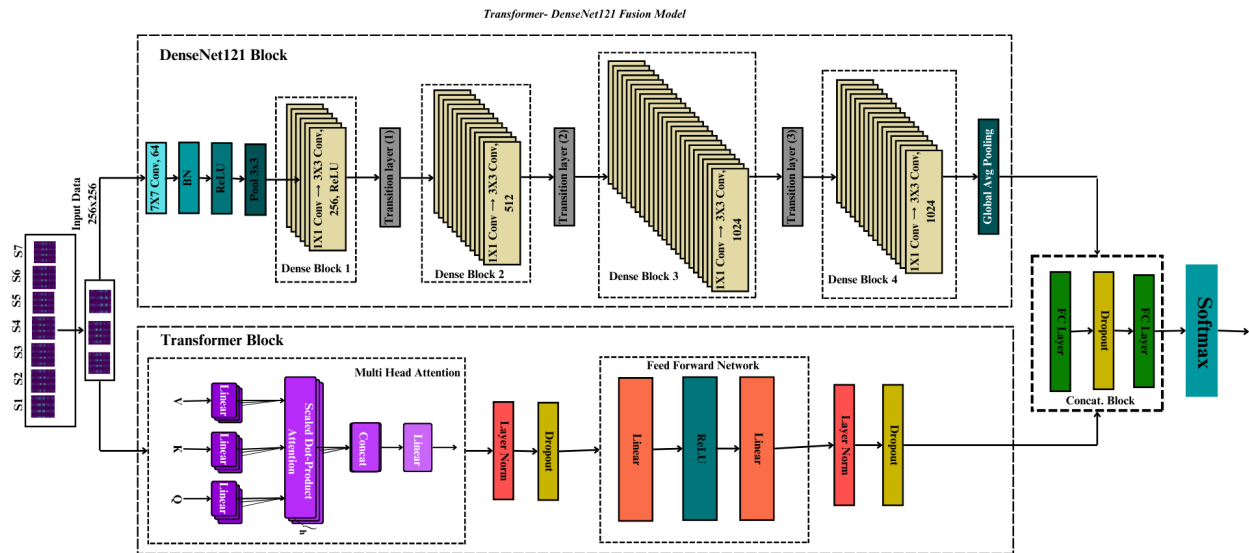 Transformer- DenseNet121 Fusion Model
DenseNet121 Block
Input Data
256x256
7X7 Conv, 64
BN
ReLU
Pool 3x3
1X1 Conv → 3X3 Conv,
256, ReLU
Dense Block 1
Transition layer (1)
1X1 Conv → 3X3 Conv,
512
Dense Block 2
Transition layer (2)
1X1 Conv → 3X3 Conv,
1024
Dense Block 3
Transition layer (3)
1X1 Conv → 3X3 Conv,
1024
Dense Block 4
Global Avg Pooling
S7
S6
S5
S4
S3
S2
S1
Transformer Block
Multi Head Attention
V
K
Q
Linear
Linear
Linear
Scaled Dot-Product
Attention
h
Concat
Linear
Layer Norm
Dropout
Feed Forward Network
Linear
ReLU
Linear
Layer Norm
Dropout
FC Layer
Dropout
FC Layer
Concat. Block
Softmax